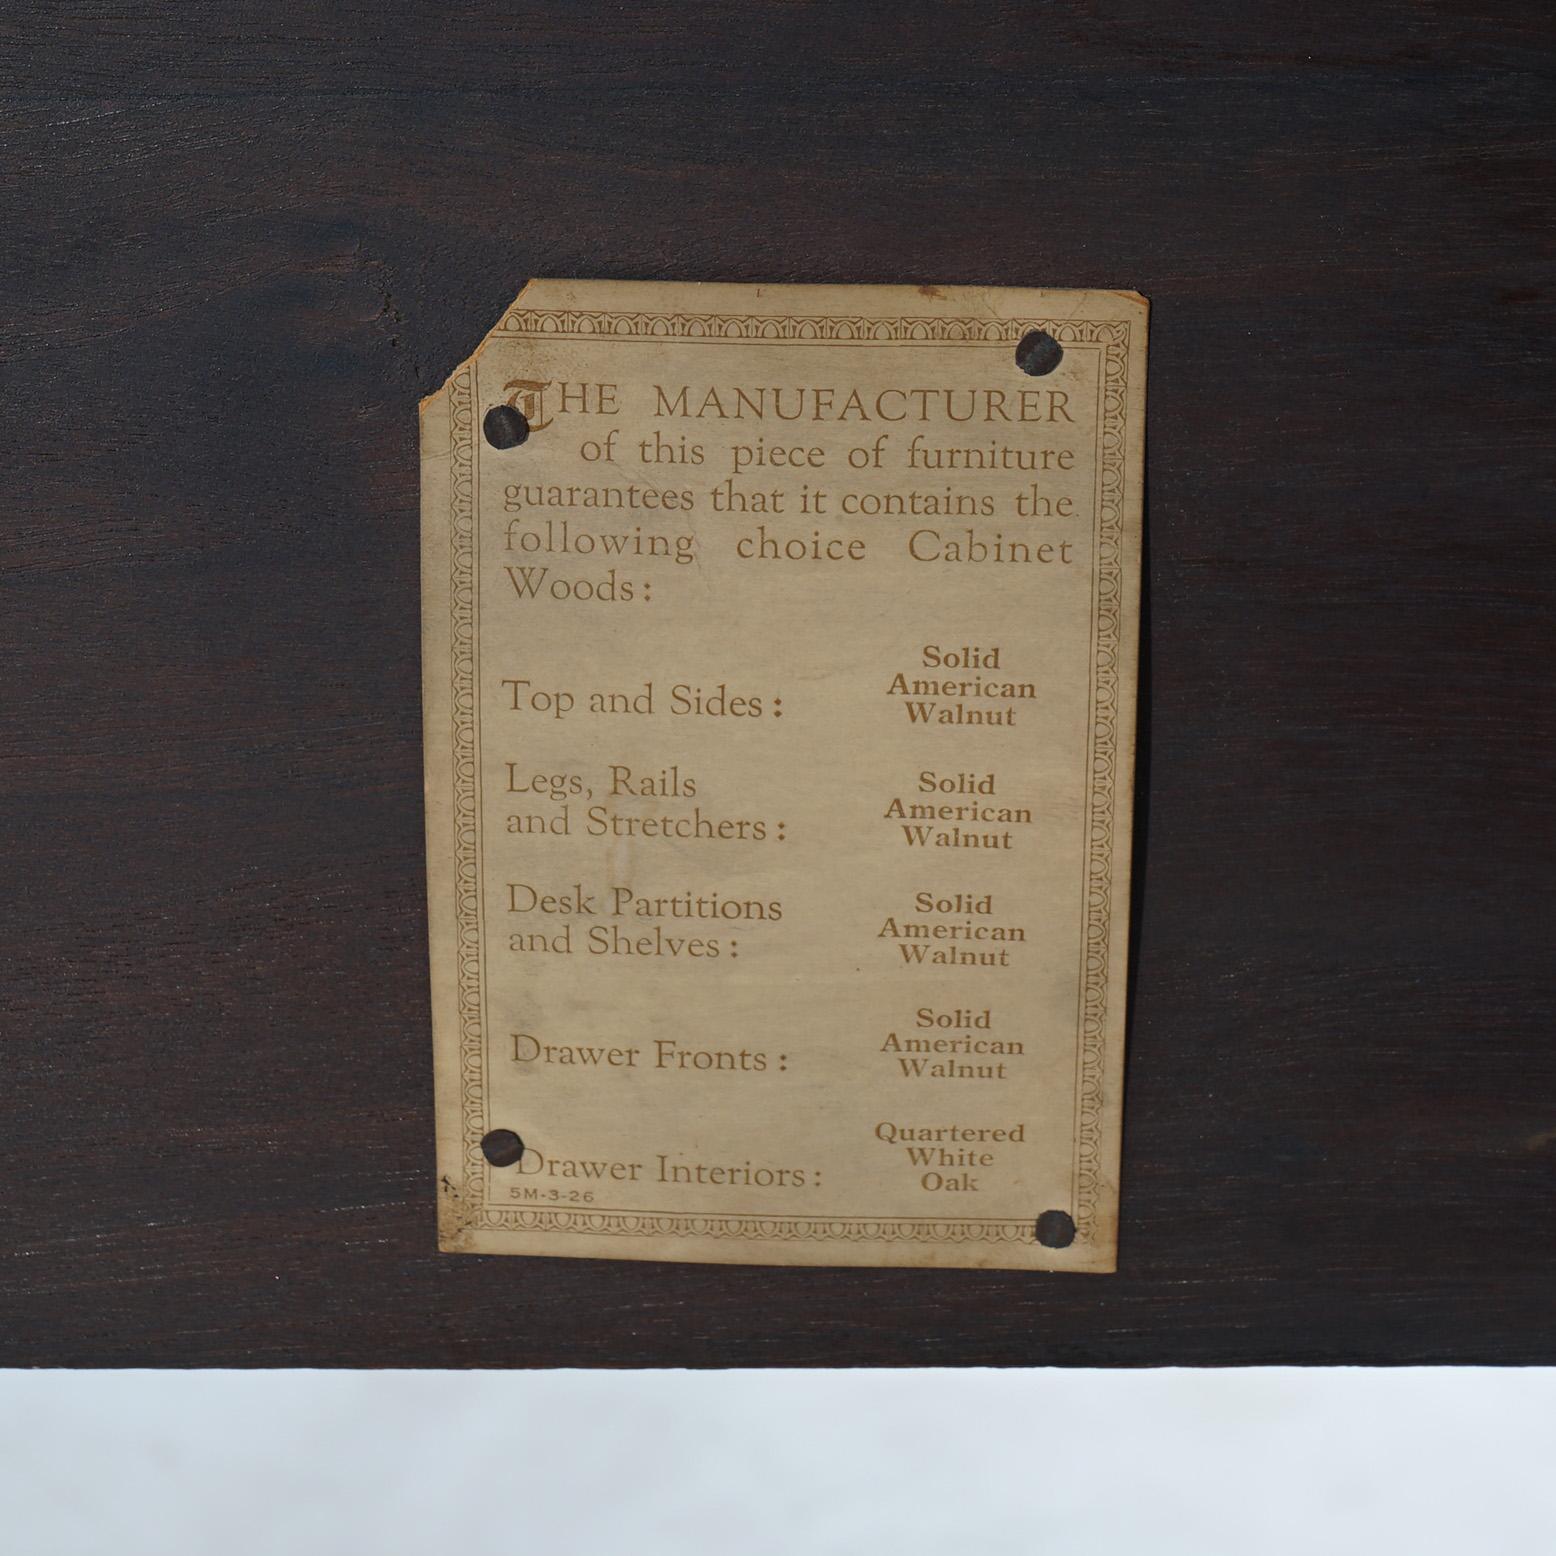 THE MANUFACTURER
of this piece of furniture
guarantees that it contains the
following choice Cabinet
Woods:
Top and Sides: Solid American Walnut
Legs, Rails and Stretchers: Solid American Walnut
Desk Partitions and Shelves: Solid American Walnut
Drawer Fronts: Solid American Walnut
Drawer Interiors: Quartered White Oak
5M-3-26